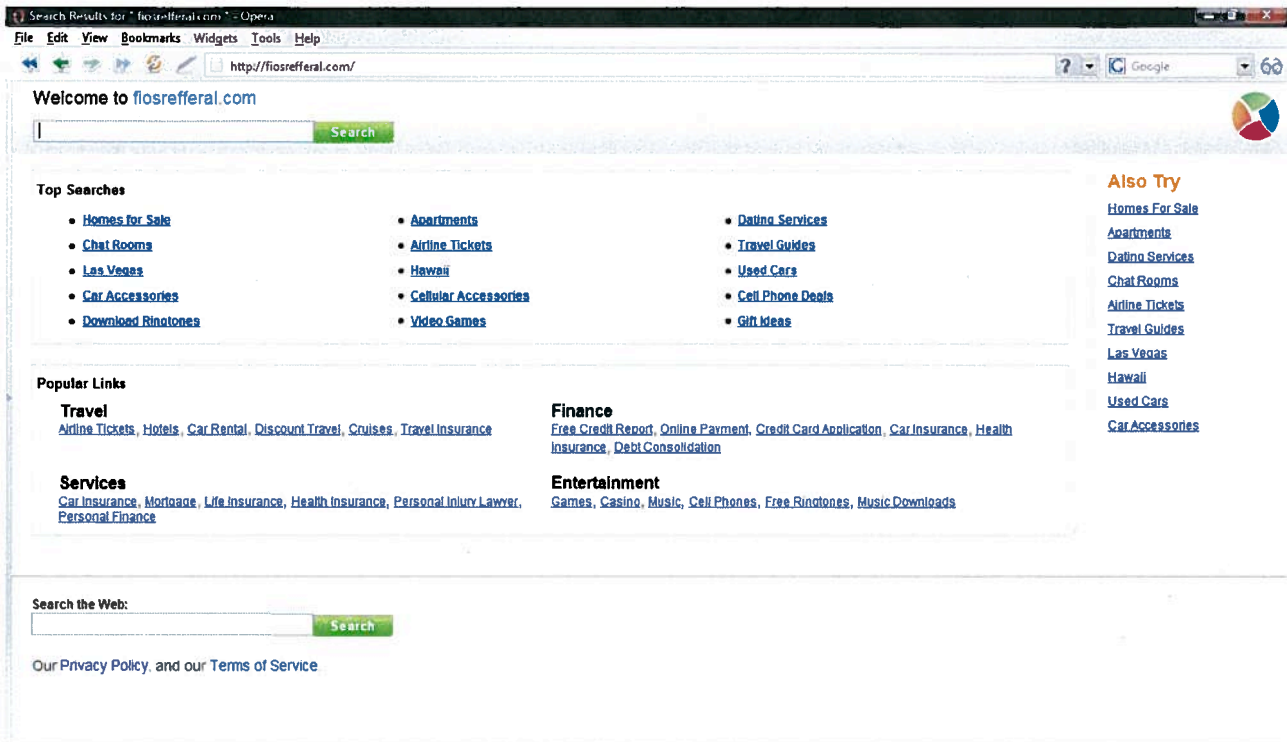 Search Results for " fiosrefferal.com " - Opera
File Edit View Bookmarks Widgets Tools Help
http://fiosrefferal.com/
? Google
Welcome to fiosrefferal.com
Search
Top Searches
Homes for Sale
Apartments
Dating Services
Chat Rooms
Airline Tickets
Travel Guides
Las Vegas
Hawaii
Used Cars
Car Accessories
Cellular Accessories
Cell Phone Deals
Download Ringtones
Video Games
Gift Ideas
Popular Links
Travel
Airline Tickets, Hotels, Car Rental, Discount Travel, Cruises, Travel Insurance
Finance
Free Credit Report, Online Payment, Credit Card Application, Car Insurance, Health
Insurance, Debt Consolidation
Services
Car Insurance, Mortgage, Life Insurance, Health Insurance, Personal Injury Lawyer,
Personal Finance
Entertainment
Games, Casino, Music, Cell Phones, Free Ringtones, Music Downloads
Also Try
Homes For Sale
Apartments
Dating Services
Chat Rooms
Airline Tickets
Travel Guides
Las Vegas
Hawaii
Used Cars
Car Accessories
Search the Web:
Search
Our Privacy Policy, and our Terms of Service